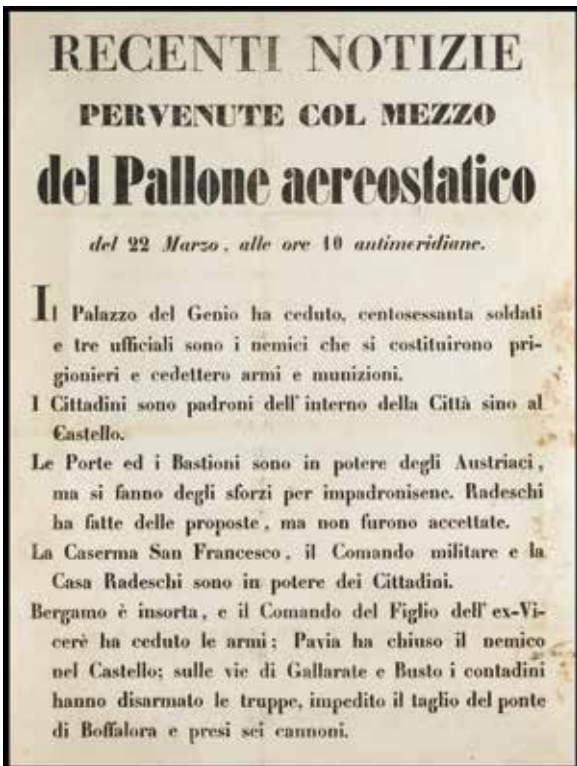 RECENTI NOTIZIE
PERVENUTE COL MEZZO
del Pallone aereostatico
del 22 Marzo, alle ore 10 antimeridiane.
Il Palazzo del Genio ha ceduto, centosessanta soldati
e tre ufficiali sono i nemici che si costituirono pri-
gionieri e cedettero armi e munizioni.
I Cittadini sono padroni dell' interno della Città sino al
Castello.
Le Porte ed i Bastioni sono in potere degli Austriaci,
ma si fanno degli sforzi per impadronisene. Radeschi
ha fatte delle proposte, ma non furono accettate.
La Caserma San Francesco, il Comando militare e la
Casa Radeschi sono in potere dei Cittadini.
Bergamo è insorta, e il Comando del Figlio dell' ex-Vi-
cerè ha ceduto le armi; Pavia ha chiuso il nemico
nel Castello; sulle vie di Gallarate e Busto i contadini
hanno disarmato le truppe, impedito il taglio del ponte
di Boffalora e presi sei cannoni.